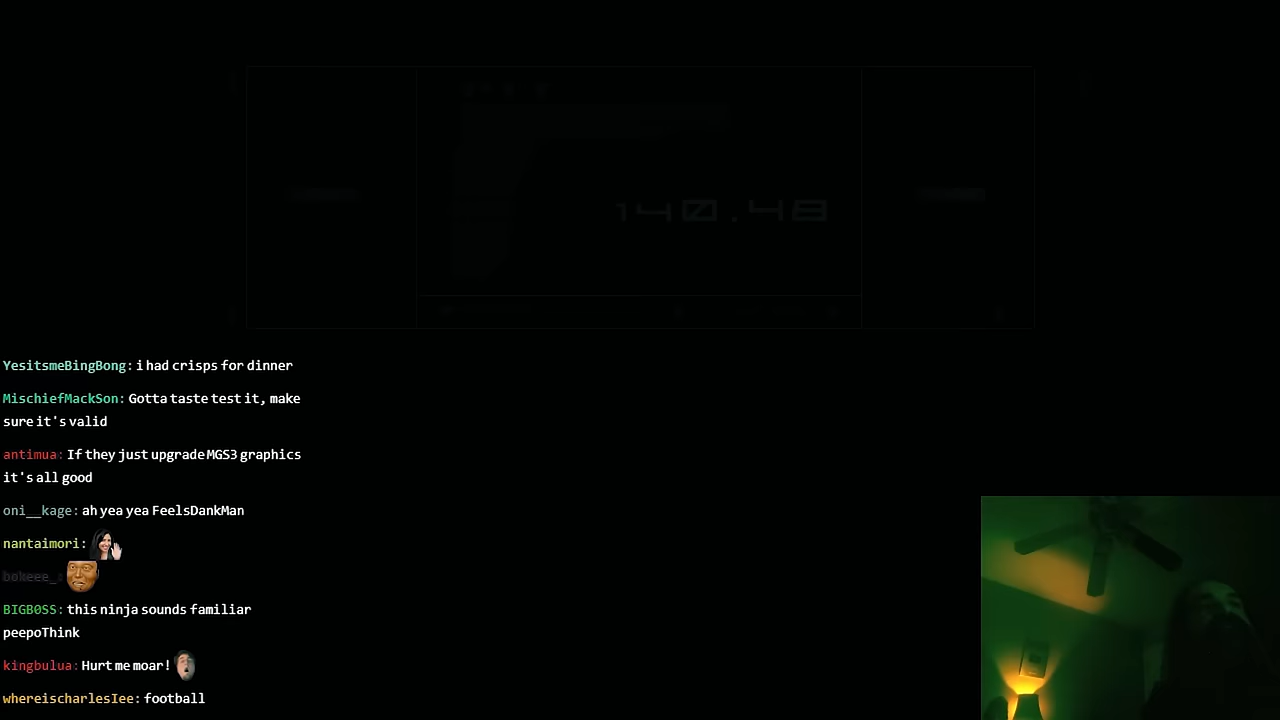 140.48
YesitsmeBingBong: i had crisps for dinner
MischiefMackSon: Gotta taste test it, make
sure it's valid
antimua: If they just upgrade MGS3 graphics
it's all good
oni__kage: ah yea yea FeelsDankMan
nantaimori:
bokeee_:
BIGB0SS: this ninja sounds familiar
peepoThink
kingbulua: Hurt me moar!
whereischarlesIee: football